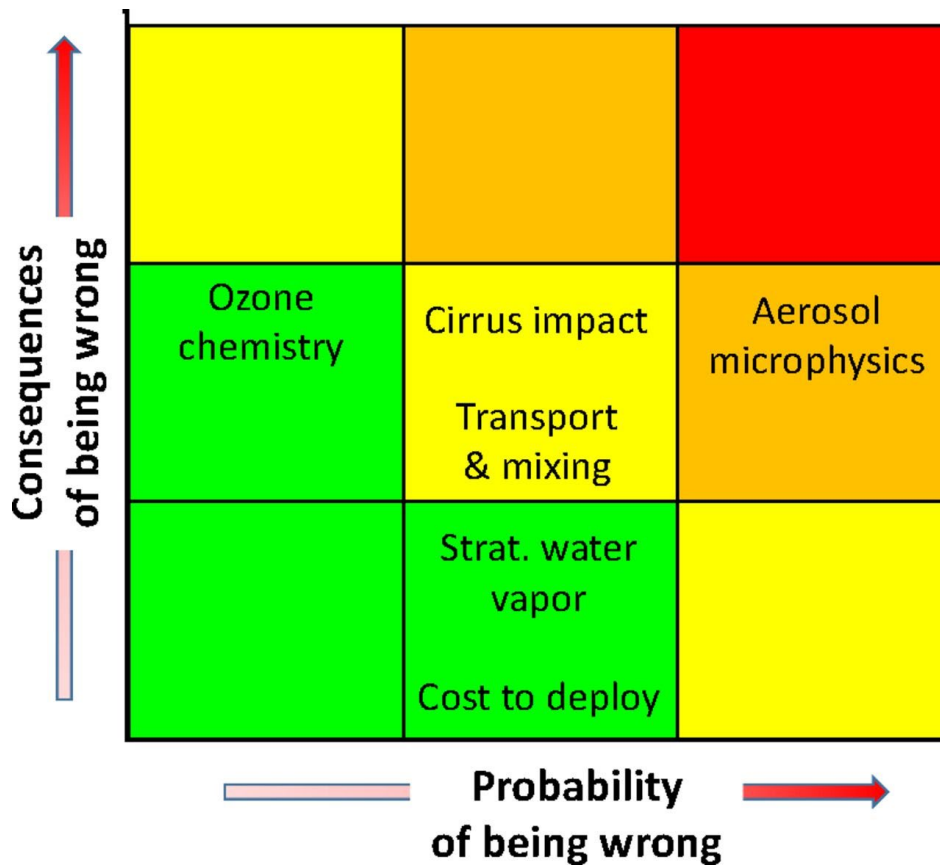 Consequences
of being wrong
Ozone
chemistry
Cirrus impact
Transport
& mixing
Aerosol
microphysics
Strat. water
vapor
Cost to deploy
Probability
of being wrong